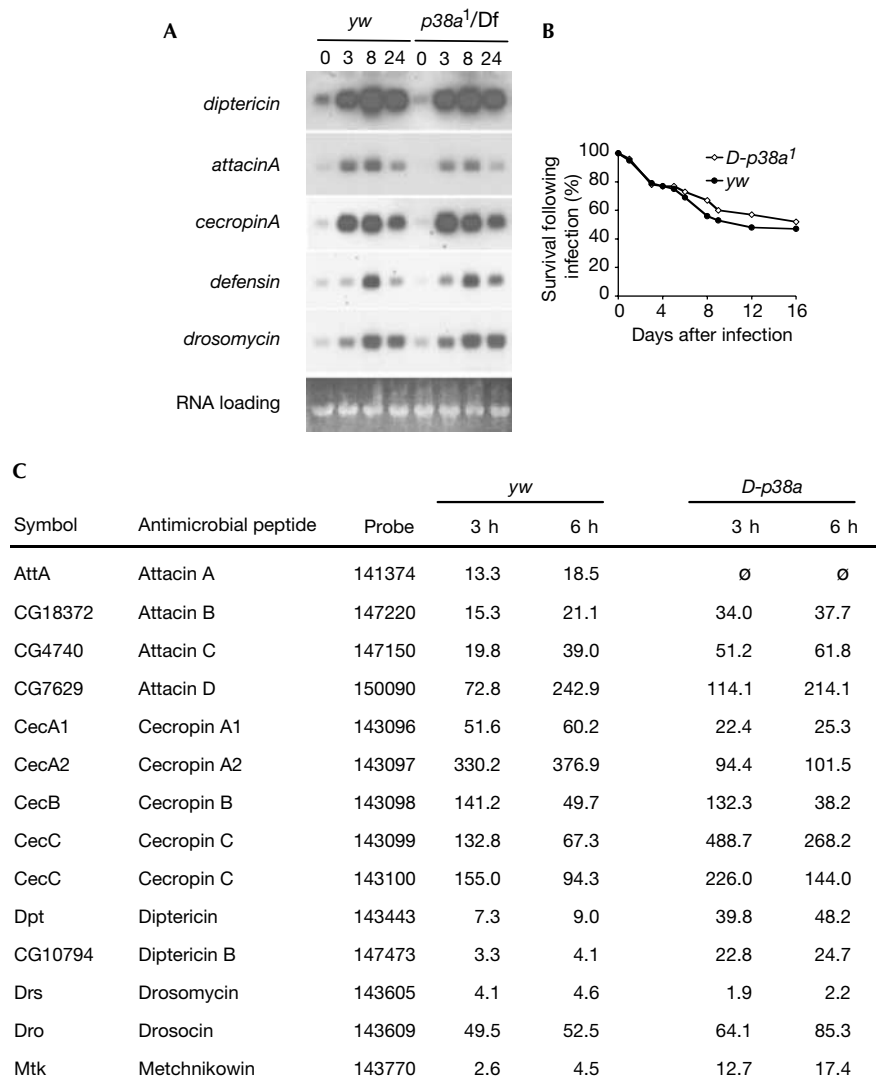 A
yw p38a1/Df
0 3 8 24 0 3 8 24
diptericin
attacinA
cecropinA
defensin
drosomycin
RNA loading
B
Survival following
infection (%)
100
80
60
40
20
0
D-p38a1
yw
0 4 8 12 16
Days after infection
C
yw D-p38a
Symbol Antimicrobial peptide Probe 3 h 6 h 3 h 6 h
AttA Attacin A 141374 13.3 18.5 ø ø
CG18372 Attacin B 147220 15.3 21.1 34.0 37.7
CG4740 Attacin C 147150 19.8 39.0 51.2 61.8
CG7629 Attacin D 150090 72.8 242.9 114.1 214.1
CecA1 Cecropin A1 143096 51.6 60.2 22.4 25.3
CecA2 Cecropin A2 143097 330.2 376.9 94.4 101.5
CecB Cecropin B 143098 141.2 49.7 132.3 38.2
CecC Cecropin C 143099 132.8 67.3 488.7 268.2
CecC Cecropin C 143100 155.0 94.3 226.0 144.0
Dpt Diptericin 143443 7.3 9.0 39.8 48.2
CG10794 Diptericin B 147473 3.3 4.1 22.8 24.7
Drs Drosomycin 143605 4.1 4.6 1.9 2.2
Dro Drosocin 143609 49.5 52.5 64.1 85.3
Mtk Metchnikowin 143770 2.6 4.5 12.7 17.4